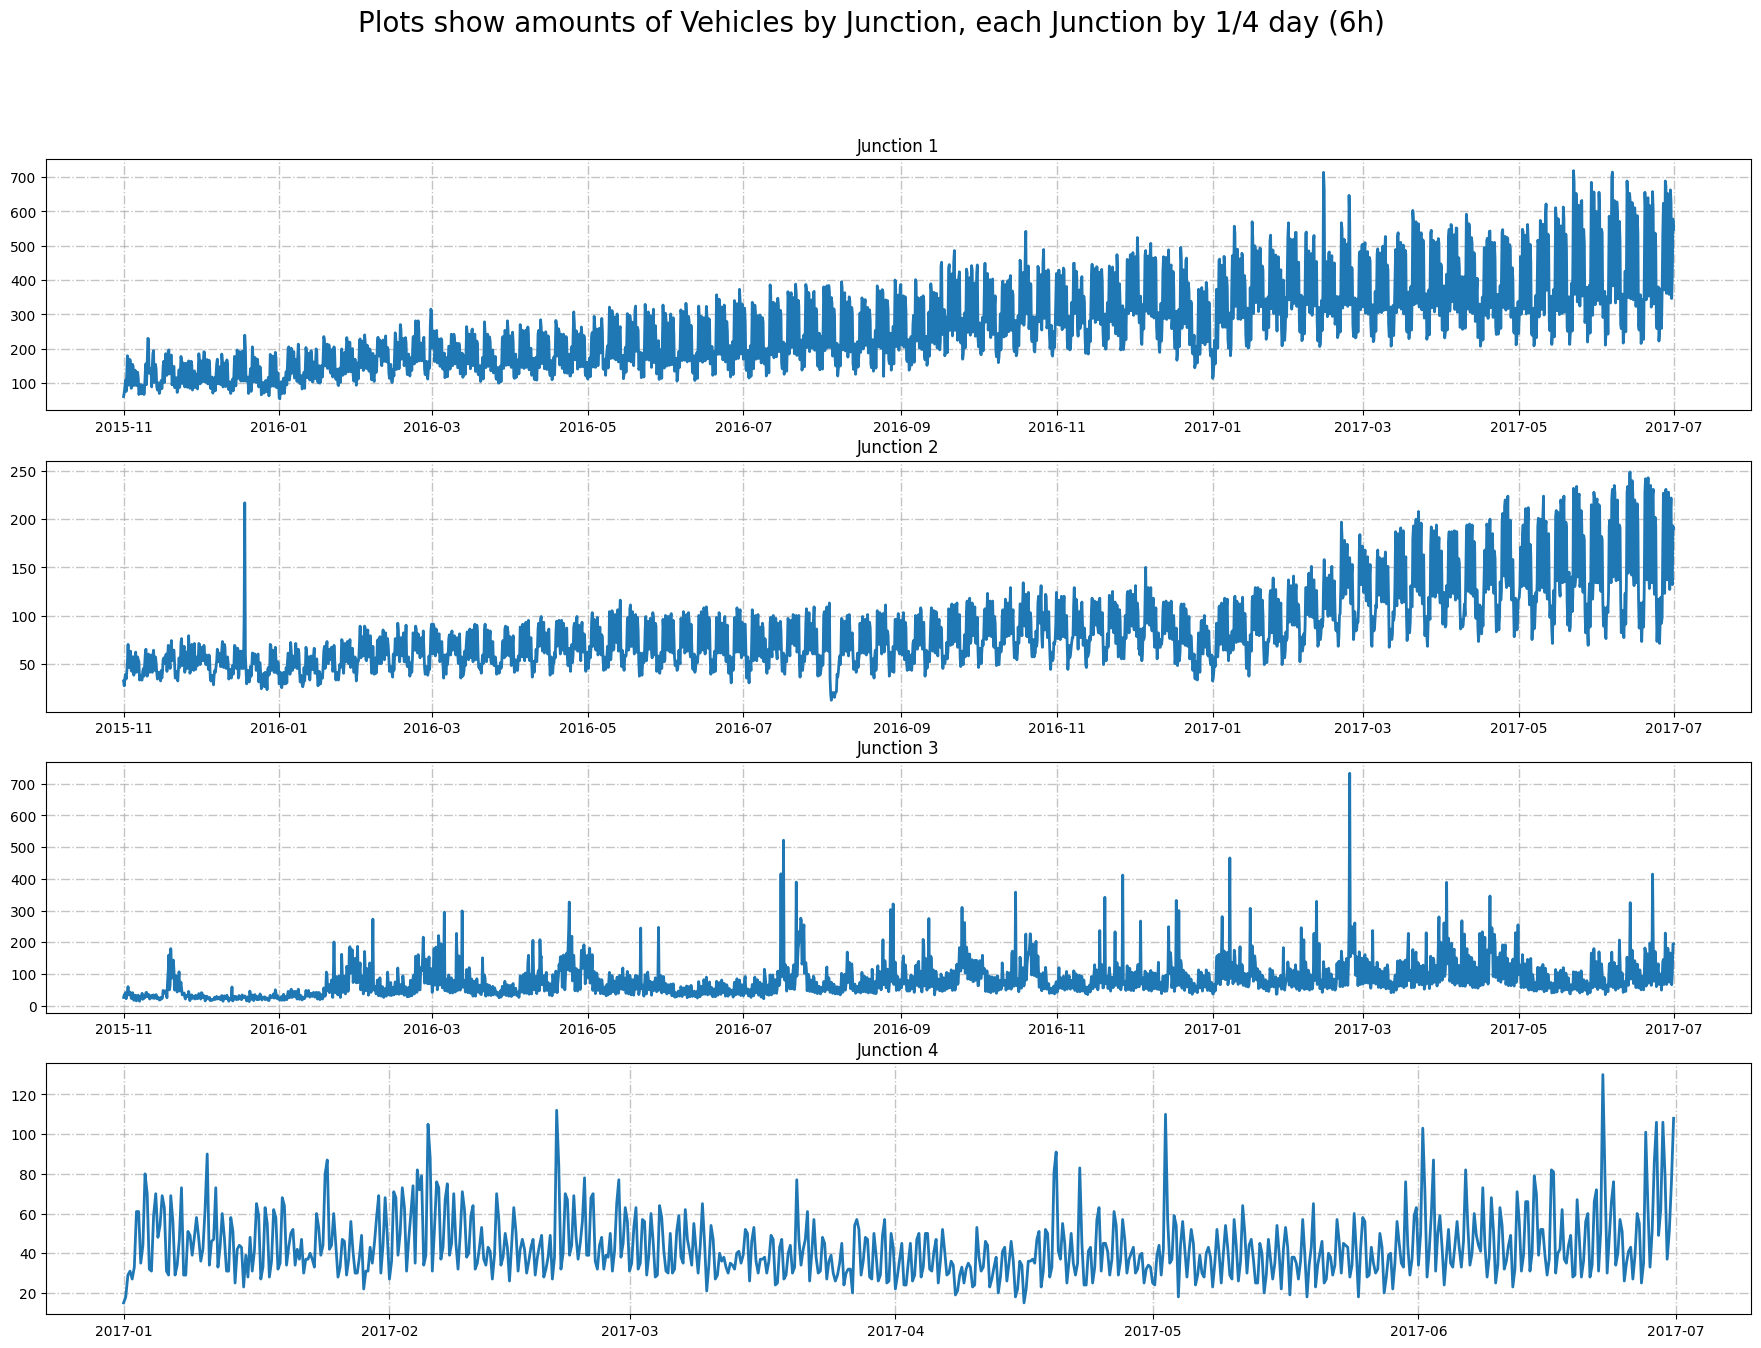 Plots show amounts of Vehicles by Junction, each Junction by 1/4 day (6h)
Junction 1
700
600
500
400
300
200
100
2015-11 2016-01 2016-03 2016-05 2016-07 2016-09 2016-11 2017-01 2017-03 2017-05 2017-07
Junction 2
250
200
150
100
50
2015-11 2016-01 2016-03 2016-05 2016-07 2016-09 2016-11 2017-01 2017-03 2017-05 2017-07
Junction 3
700
600
500
400
300
200
100
0
2015-11 2016-01 2016-03 2016-05 2016-07 2016-09 2016-11 2017-01 2017-03 2017-05 2017-07
Junction 4
120
100
80
60
40
20
2017-01 2017-02 2017-03 2017-04 2017-05 2017-06 2017-07